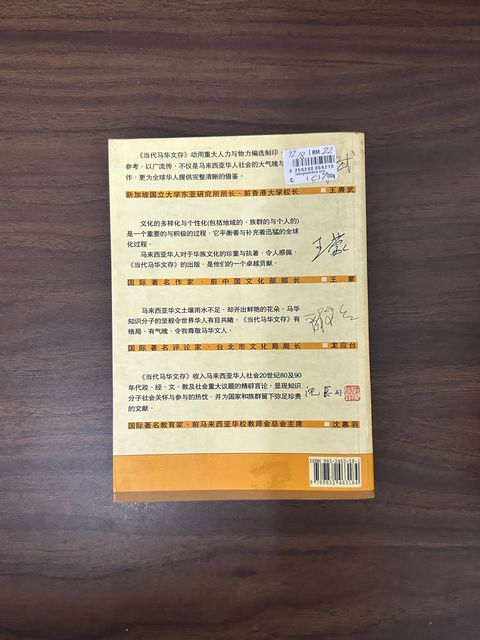 《当代马华文存》动用重大人力与物力编选制印，
参考，以广流传，不仅是马来西亚华人社会的大气魄与
作，更为全球华人提供完整清晰的借鉴。
12/01 RM 22
新加坡国立大学东亚研究所所长·前香港大学校长 王赓武
文化的多样化与个性化(包括地域的、族群的与个人的)
是一个重要的与积极的过程，它平衡着与补充着迅猛的全球
化过程。
马来西亚华人对于华族文化的珍重与执著，令人感佩，
《当代马华文存》的出版，是他们的一个卓越贡献。
王蒙
国际著名作家·前中国文化部部长 王蒙
马来西亚华文土壤雨水不足，却开出鲜艳的花朵，马华
知识分子的坚毅令世界华人有目共睹。《当代马华文存》有
格局、有气魄，令我尊敬马华文人。
国际著名评论家·台北市文化局局长 龙应台
《当代马华文存》收入马来西亚华人社会20世纪80及90
年代政、经、文、教及社会重大议题的精辟言论，显现知识
分子社会关怀与参与的热忱，并为国家和族群留下弥足珍贵
的文献。
沈慕羽
国际著名教育家·前马来西亚华校教师会总会主席 沈慕羽
ISBN 983-2463-18-1
9 789832 463184